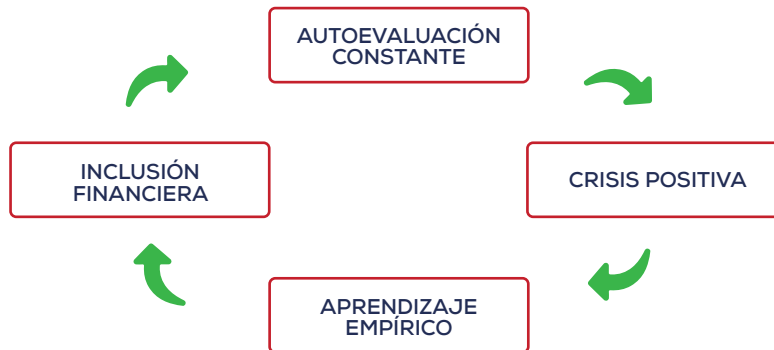 AUTOEVALUACIÓN
CONSTANTE
INCLUSIÓN
FINANCIERA
CRISIS POSITIVA
APRENDIZAJE
EMPÍRICO